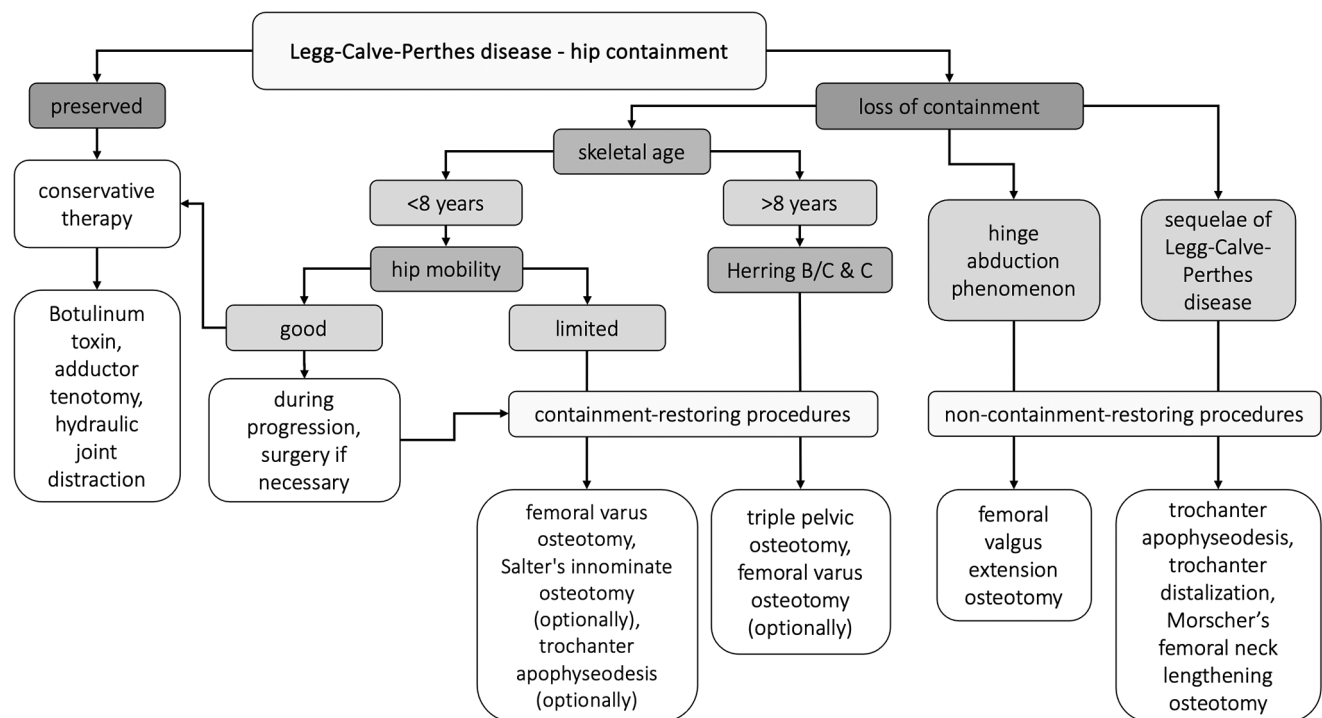 Legg-Calve-Perthes disease - hip containment
preserved
loss of containment
skeletal age
conservative
therapy
<8 years
>8 years
hinge
abduction
phenomenon
sequelae of
Legg-Calve-
Perthes
disease
hip mobility
Herring B/C & C
Botulinum
toxin,
adductor
tenotomy,
hydraulic
joint
distraction
good
limited
during
progression,
surgery if
necessary
containment-restoring procedures
non-containment-restoring procedures
femoral varus
osteotomy,
Salter's innominate
osteotomy
(optionally),
trochanter
apophyseodesis
(optionally)
triple pelvic
osteotomy,
femoral varus
osteotomy
(optionally)
femoral
valgus
extension
osteotomy
trochanter
apophyseodesis,
trochanter
distalization,
Morscher’s
femoral neck
lengthening
osteotomy